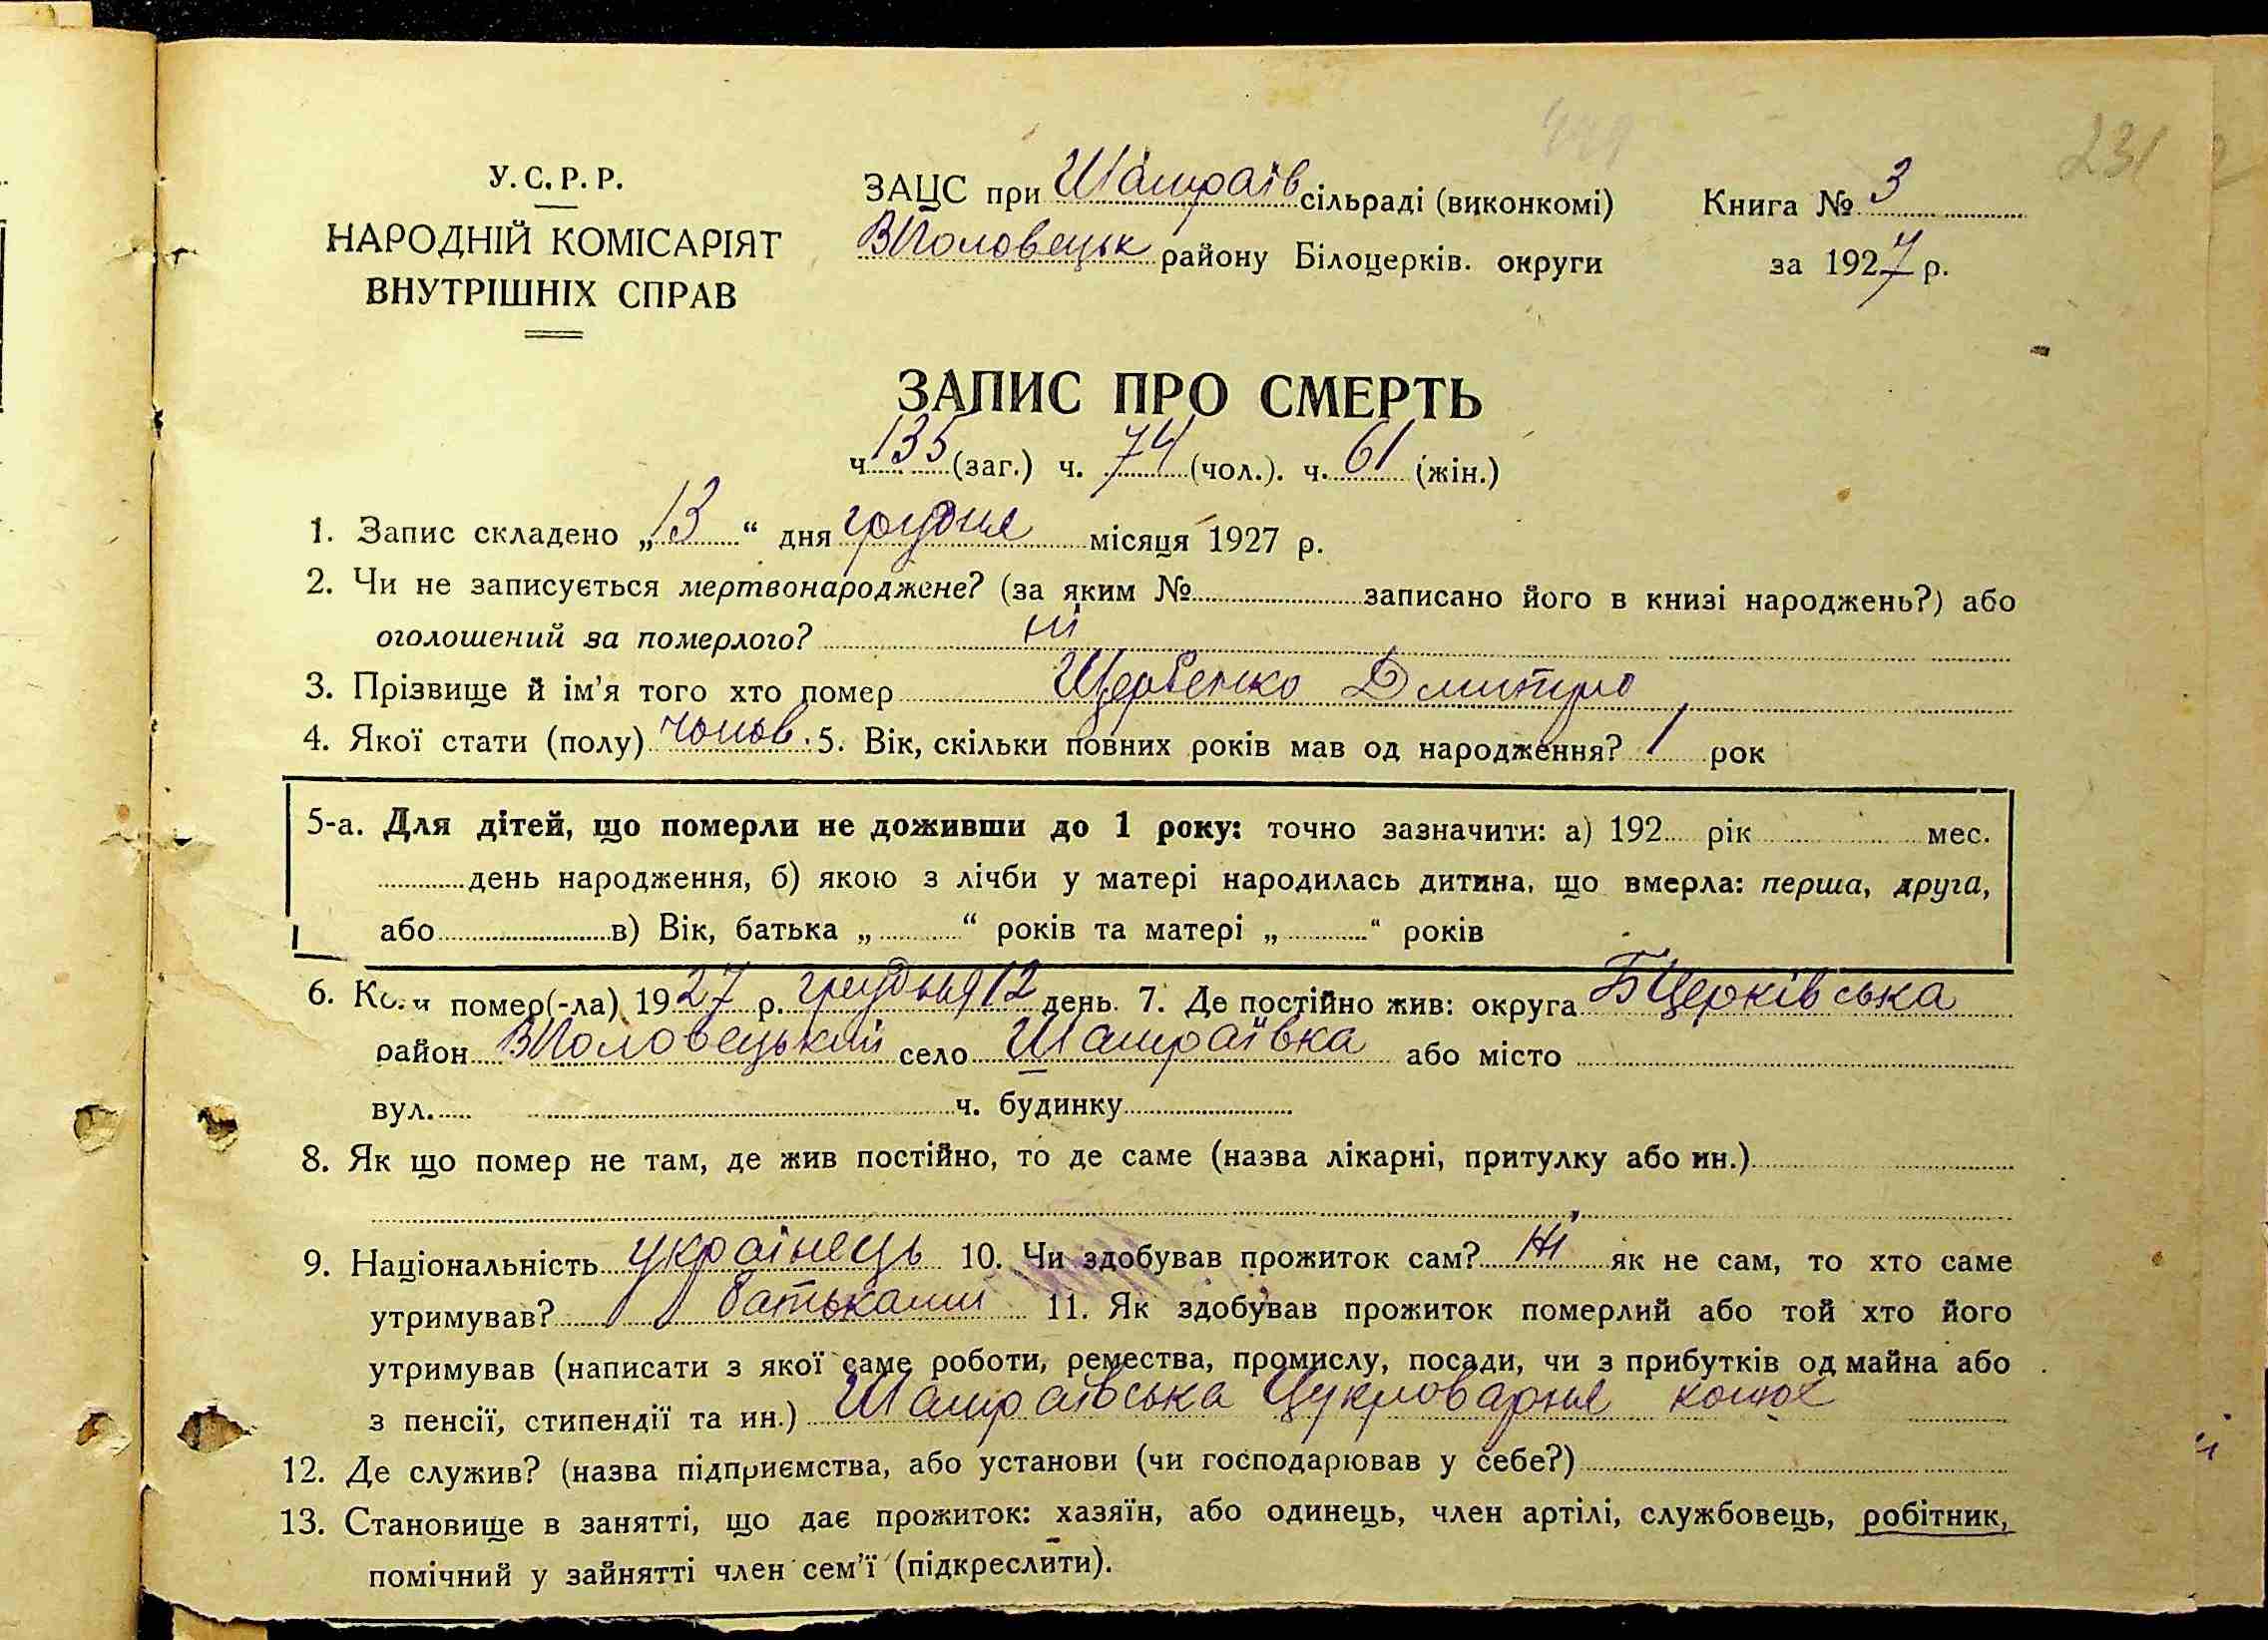 231
У.С.Р.Р.
НАРОДНІЙ КОМІСАРІЯТ
ВНУТРІШНІХ СПРАВ
ЗАЦС при Шамраїв сільраді (виконкомі)
ВПоловецьк району Білоцерків. округи
Книга № 3
за 1927 р.
ЗАПИС ПРО СМЕРТЬ
ч. 135 (заг.) ч. 74 (чол.). ч. 61 (жін.)
1. Запис складено „13“ дня грудня місяця 1927 р.
2. Чи не записується мертвонароджене? (за яким № записано його в книзі народжень?) або
оголошений за померлого? ні
3. Прізвище й ім’я того хто помер Щербенко Дмитро
4. Якої стати (полу) чолов. 5. Вік, скільки повних років мав од народження? 1 рок
5-а. Для дітей, що померли не доживши до 1 року: точно зазначити: а) 192 рік мес.
день народження, б) якою з лічби у матері народилась дитина, що вмерла: перша, друга,
або в) Вік, батька „ “ років та матері „ “ років
6. Коли помер(-ла) 1927 р. грудня 12 день. 7. Де постійно жив: округа БЦерківська
район ВПоловецький село Шамраївка або місто
вул. ч. будинку
8. Як що помер не там, де жив постійно, то де саме (назва лікарні, притулку або ин.)
9. Національність українець 10. Чи здобував прожиток сам? Ні як не сам, то хто саме
утримував? батьками 11. Як здобував прожиток померлий або той хто його
утримував (написати з якої саме роботи, ремества, промислу, посади, чи з прибутків од майна або
з пенсії, стипендії та ин.) Шамраївська Цукроварня
12. Де служив? (назва підприємства, або установи (чи господарював у себе?)
13. Становище в занятті, що дає прожиток: хазяїн, або одинець, член артілі, службовець, робітник,
помічний у зайнятті член сем’ї (підкреслити).